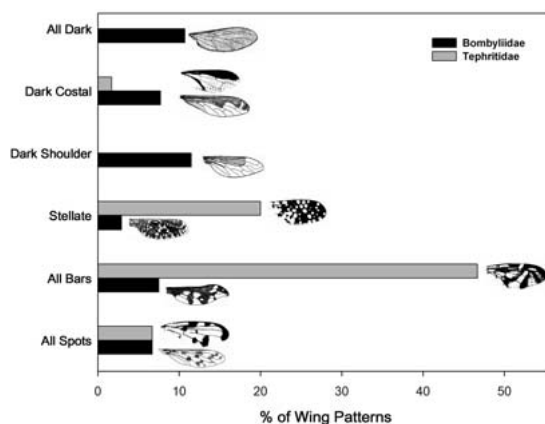 All Dark
Bombyliidae
Tephritidae
Dark Costal
Dark Shoulder
Stellate
All Bars
All Spots
0 10 20 30 40 50
% of Wing Patterns